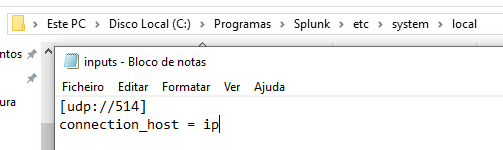 Este PC > Disco Local (C:) > Programas > Splunk > etc > system > local
ntos
inputs - Bloco de notas
Ficheiro Editar Formatar Ver Ajuda
ura
[udp://514]
connection_host = ip